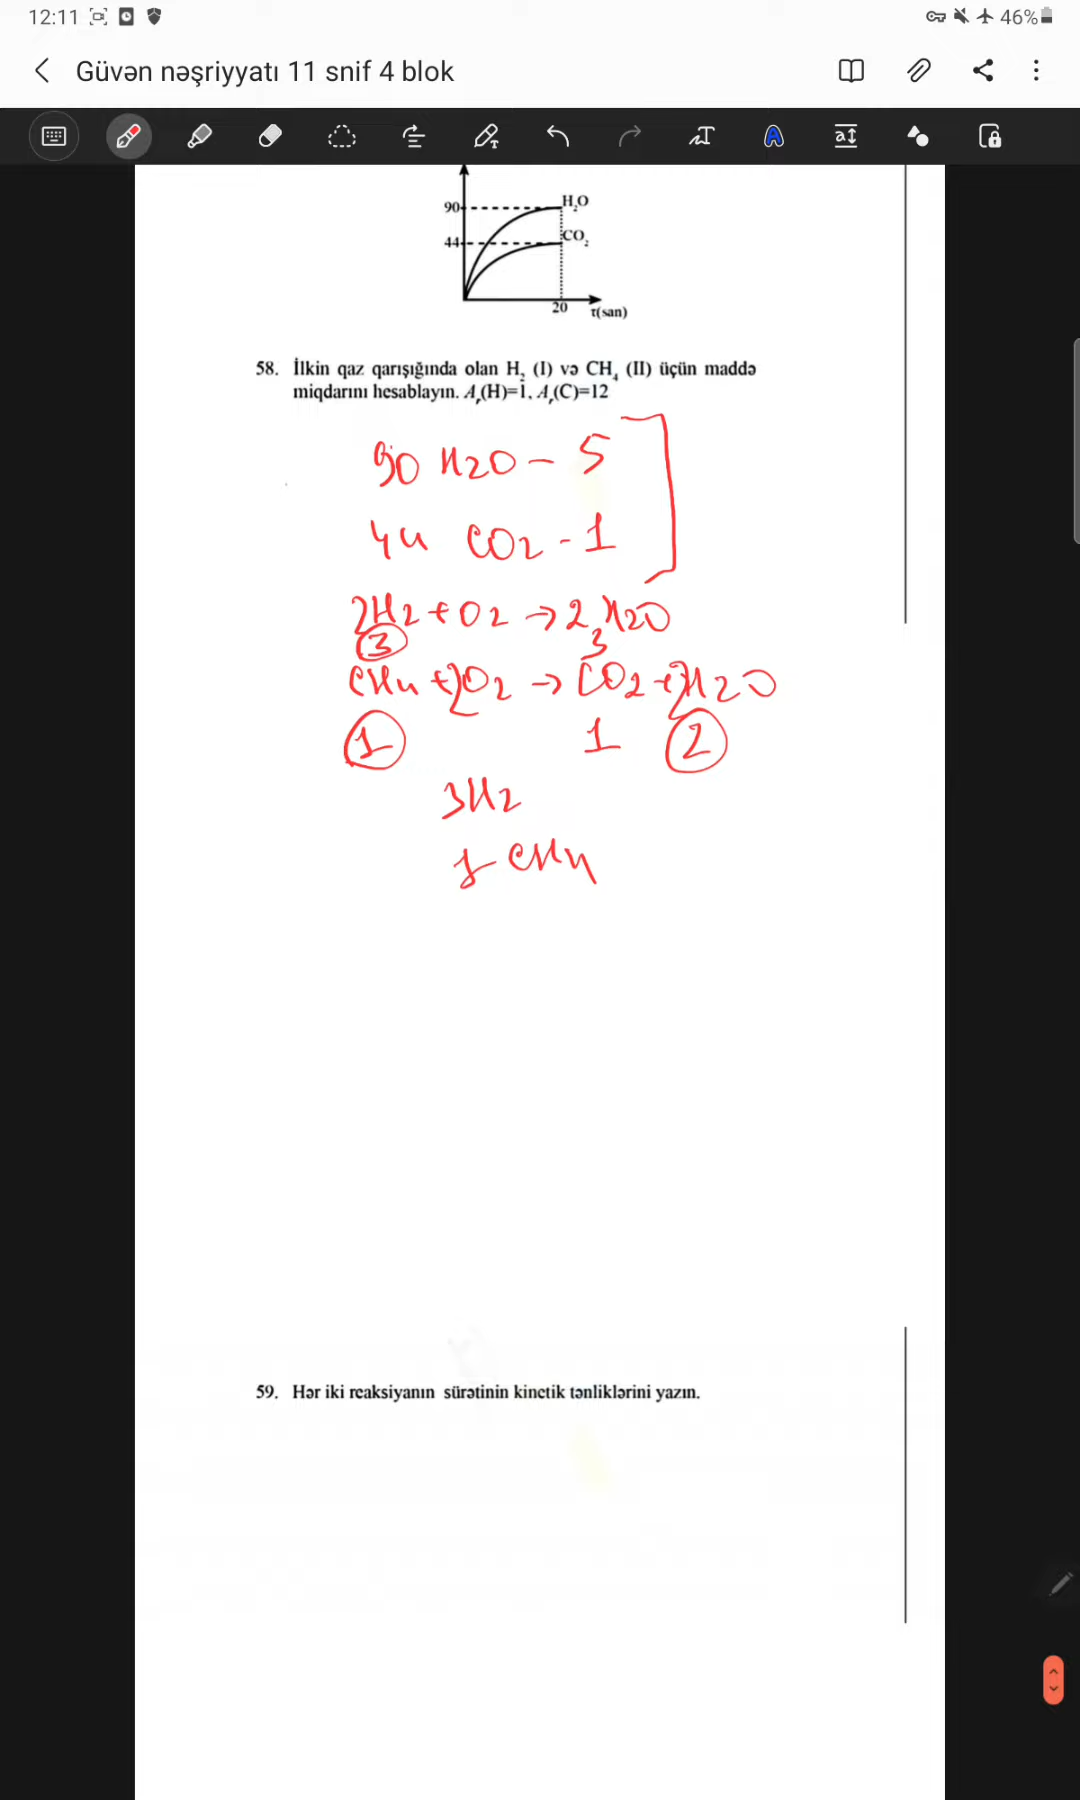 12:11
46%
Güvən nəşriyyatı 11 snif 4 blok
90
H₂O
44
CO₂
20
τ(san)
58. İlkin qaz qarışığında olan H₂ (I) və CH₄ (II) üçün maddə
miqdarını hesablayın. Aᵣ(H)=1, Aᵣ(C)=12
90 H2O - 5
44 CO2 - 1
2H2 + O2 → 2H2O
3 3
CH4 + 2O2 → CO2 + 2H2O
1 1 2
3H2
1 CH4
59. Hər iki reaksiyanın sürətinin kinetik tənliklərini yazın.